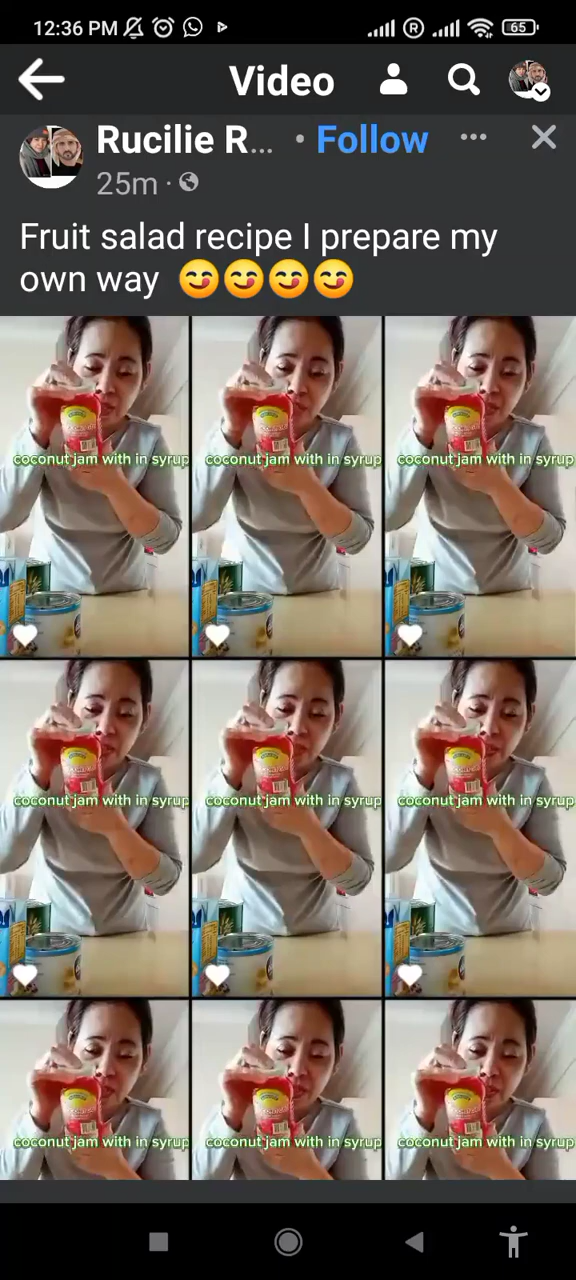 12:36 PM
R
65
Video
Rucilie R... • Follow
25m ·
Fruit salad recipe I prepare my
own way 😋😋😋😋
coconut jam with in syrup
coconut jam with in syrup
coconut jam with in syrup
coconut jam with in syrup
coconut jam with in syrup
coconut jam with in syrup
coconut jam with in syrup
coconut jam with in syrup
coconut jam with in syrup